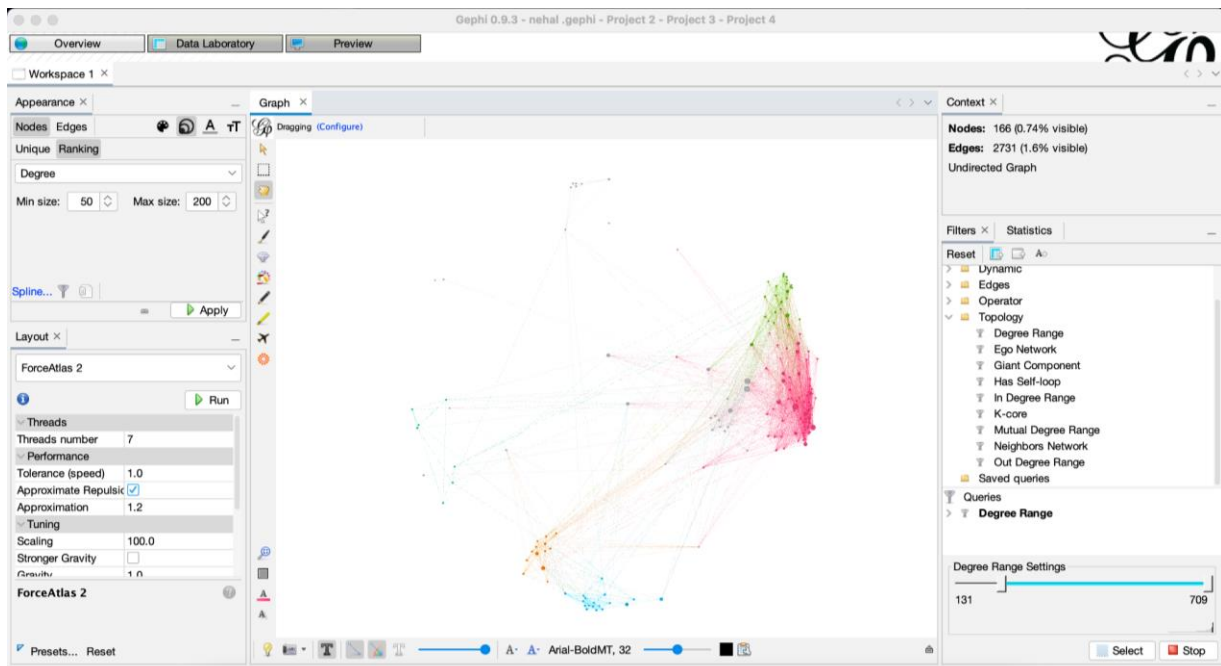 Gephi 0.9.3 - nehal .gephi - Project 2 - Project 3 - Project 4
Overview
Data Laboratory
Preview
Workspace 1
Appearance
Nodes Edges
Unique Ranking
Degree
Min size: 50 Max size: 200
Spline...
Apply
Layout
ForceAtlas 2
Run
Threads
Threads number 7
Performance
Tolerance (speed) 1.0
Approximate Repulsic
Approximation 1.2
Tuning
Scaling 100.0
Stronger Gravity
Gravity 1.0
ForceAtlas 2
Presets... Reset
Graph
Dragging (Configure)
Arial-BoldMT, 32
Context
Nodes: 166 (0.74% visible)
Edges: 2731 (1.6% visible)
Undirected Graph
Filters Statistics
Reset
Dynamic
Edges
Operator
Topology
Degree Range
Ego Network
Giant Component
Has Self-loop
In Degree Range
K-core
Mutual Degree Range
Neighbors Network
Out Degree Range
Saved queries
Queries
Degree Range
Degree Range Settings
131 709
Select Stop